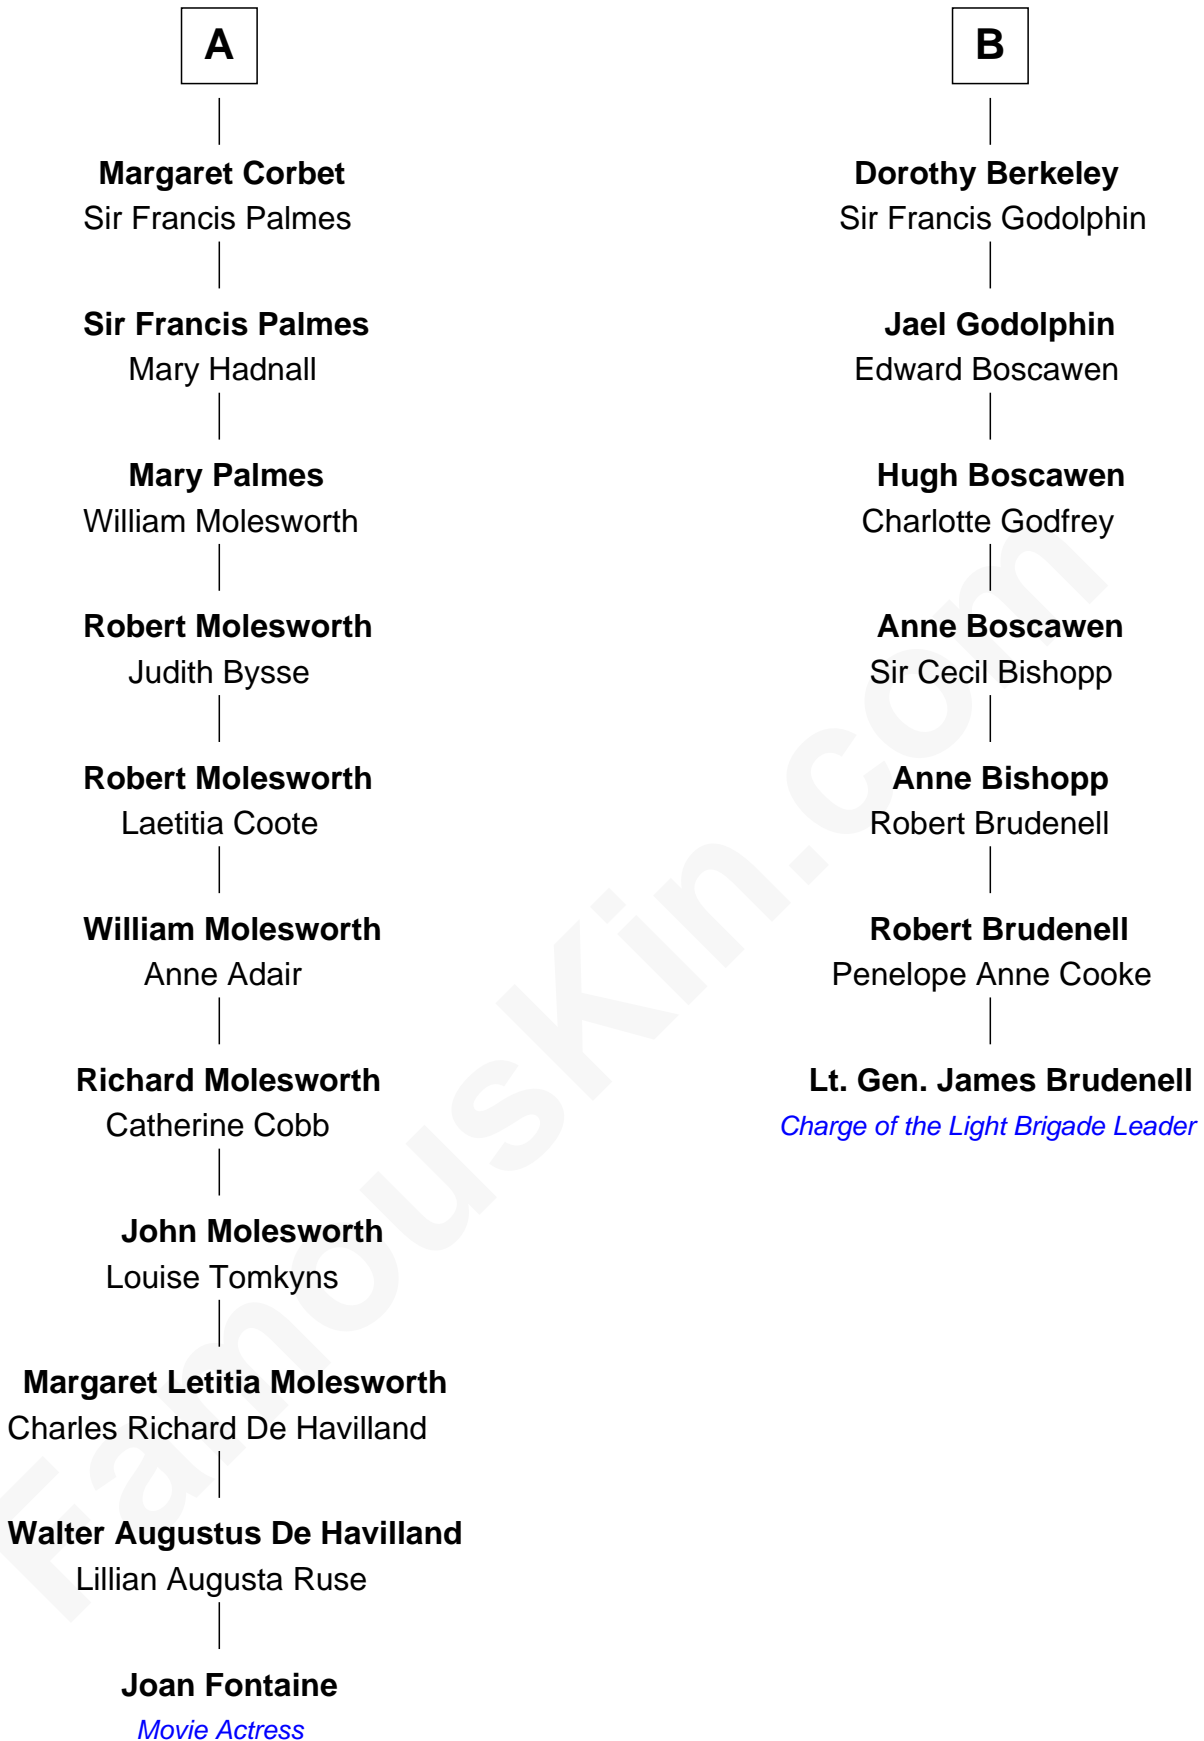 A
Margaret Corbet
Sir Francis Palmes
Sir Francis Palmes
Mary Hadnall
Mary Palmes
William Molesworth
Robert Molesworth
Judith Bysse
Robert Molesworth
Laetitia Coote
William Molesworth
Anne Adair
Richard Molesworth
Catherine Cobb
John Molesworth
Louise Tomkyns
Margaret Letitia Molesworth
Charles Richard De Havilland
Walter Augustus De Havilland
Lillian Augusta Ruse
Joan Fontaine
Movie Actress
B
Dorothy Berkeley
Sir Francis Godolphin
Jael Godolphin
Edward Boscawen
Hugh Boscawen
Charlotte Godfrey
Anne Boscawen
Sir Cecil Bishopp
Anne Bishopp
Robert Brudenell
Robert Brudenell
Penelope Anne Cooke
Lt. Gen. James Brudenell
Charge of the Light Brigade Leader
FamousKin.com